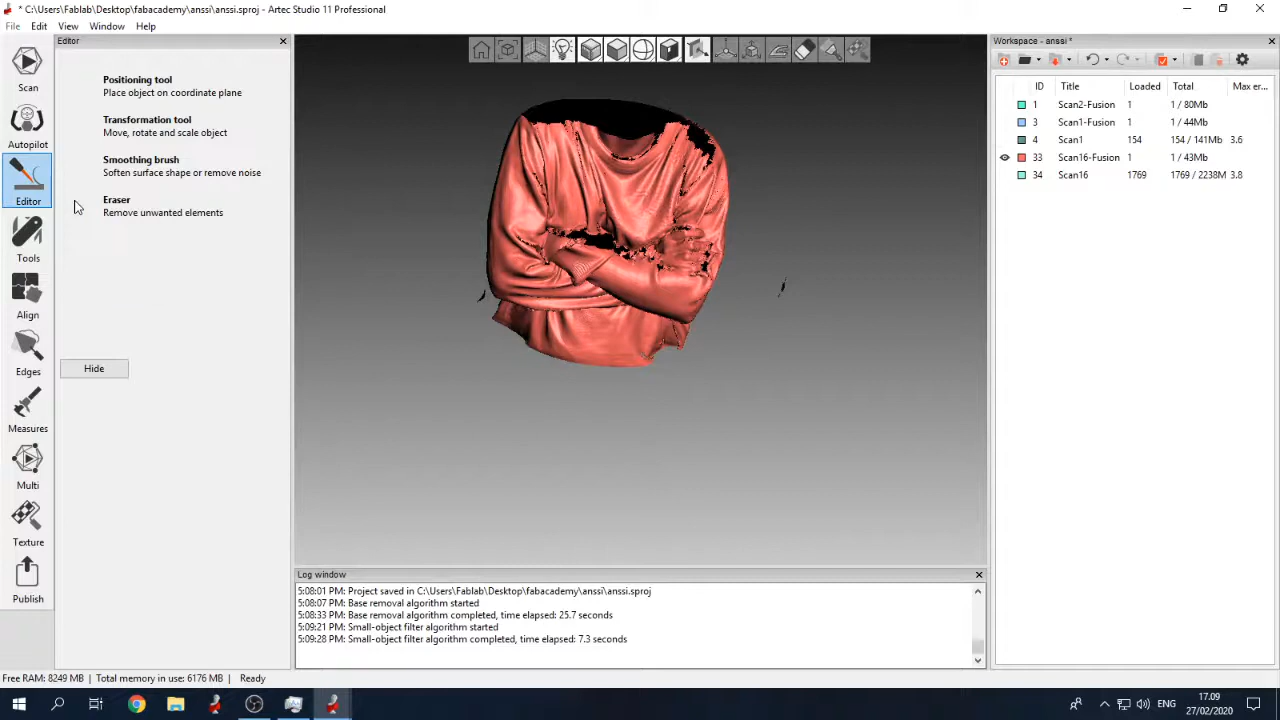 * C:\Users\Fablab\Desktop\fabacademy\anssi\anssi.sproj - Artec Studio 11 Professional
File Edit View Window Help
Editor
Workspace - anssi *
Scan
Autopilot
Editor
Tools
Align
Edges
Measures
Multi
Texture
Publish
Positioning tool
Place object on coordinate plane
Transformation tool
Move, rotate and scale object
Smoothing brush
Soften surface shape or remove noise
Eraser
Remove unwanted elements
Hide
ID Title Loaded Total Max er...
1 Scan2-Fusion 1 1 / 80Mb
3 Scan1-Fusion 1 1 / 44Mb
4 Scan1 154 154 / 141Mb 3.6
33 Scan16-Fusion 1 1 / 43Mb
34 Scan16 1769 1769 / 2238M 3.8
Log window
5:08:01 PM: Project saved in C:\Users\Fablab\Desktop\fabacademy\anssi\anssi.sproj
5:08:07 PM: Base removal algorithm started
5:08:33 PM: Base removal algorithm completed, time elapsed: 25.7 seconds
5:09:21 PM: Small-object filter algorithm started
5:09:28 PM: Small-object filter algorithm completed, time elapsed: 7.3 seconds
Free RAM: 8249 MB | Total memory in use: 6176 MB | Ready
ENG
17.09
27/02/2020